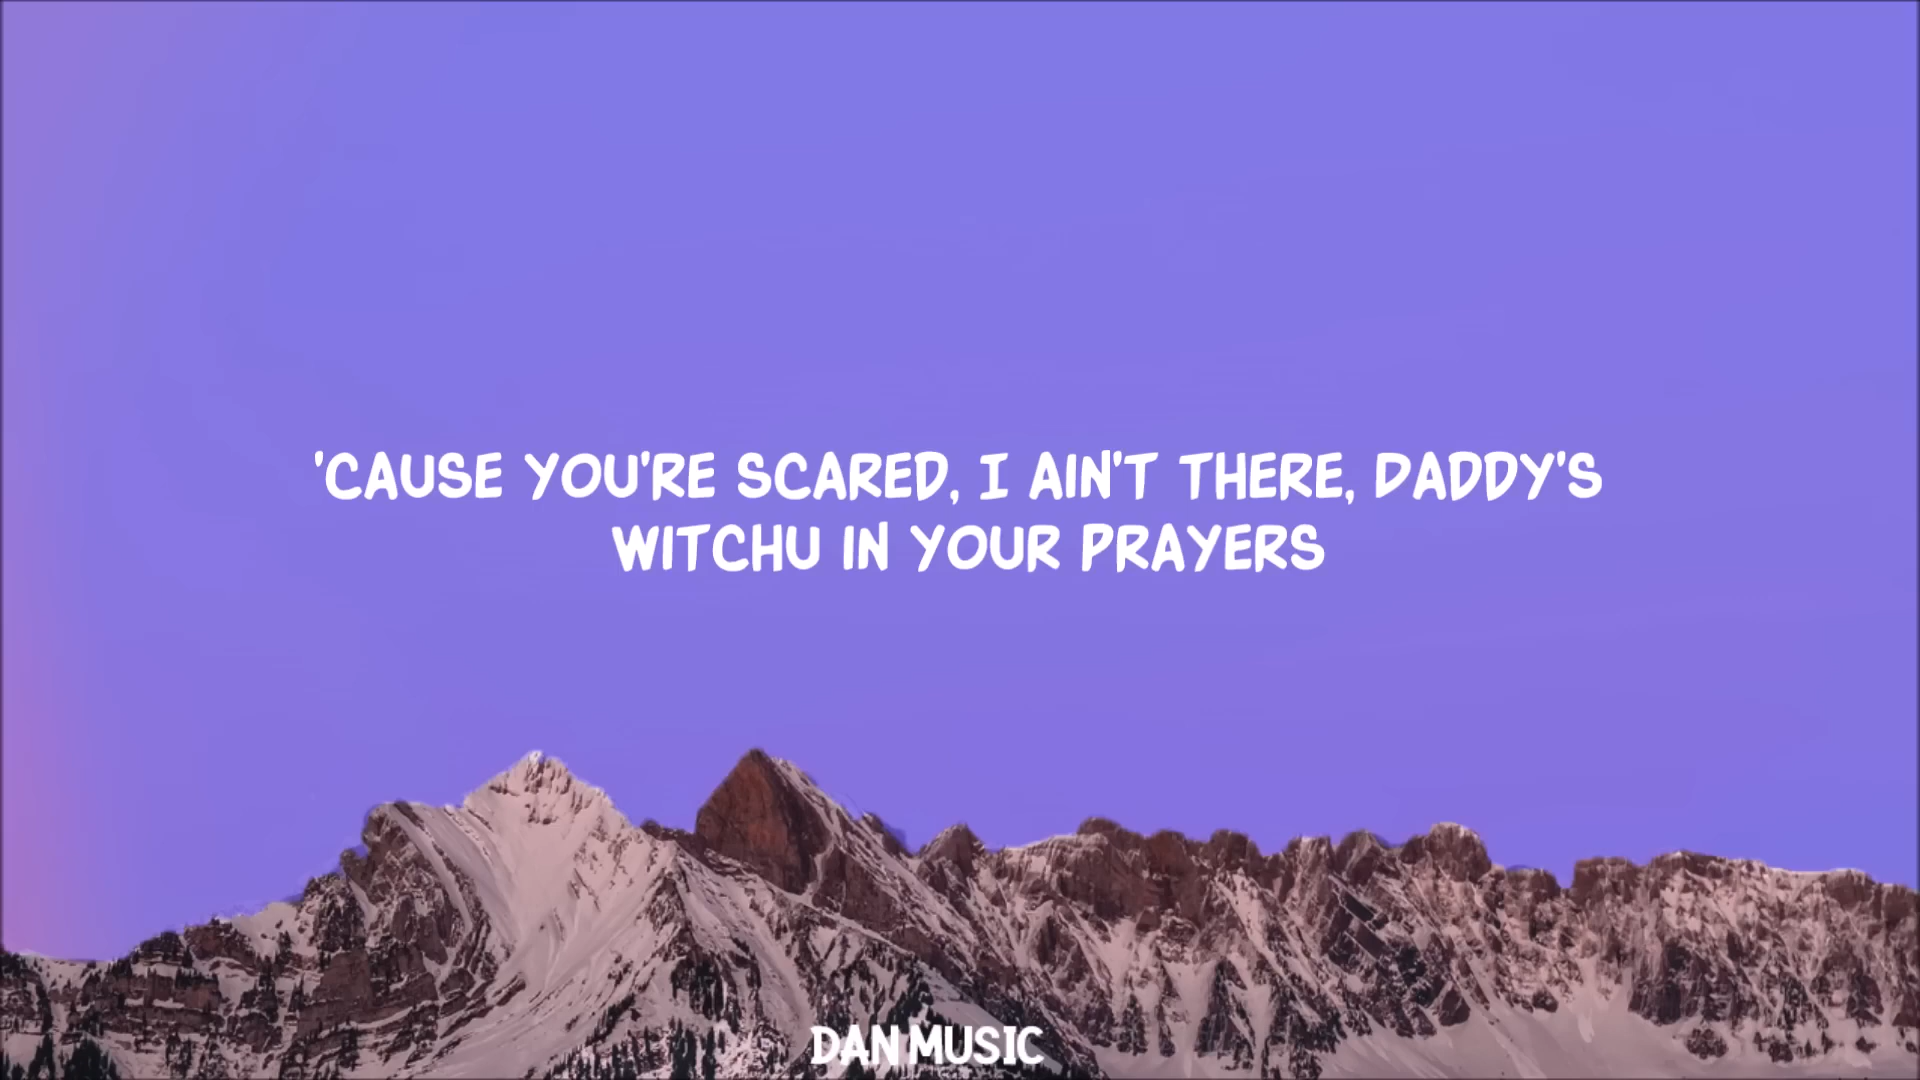 'CAUSE YOU'RE SCARED, I AIN'T THERE, DADDY'S
WITCHU IN YOUR PRAYERS
DAN MUSIC